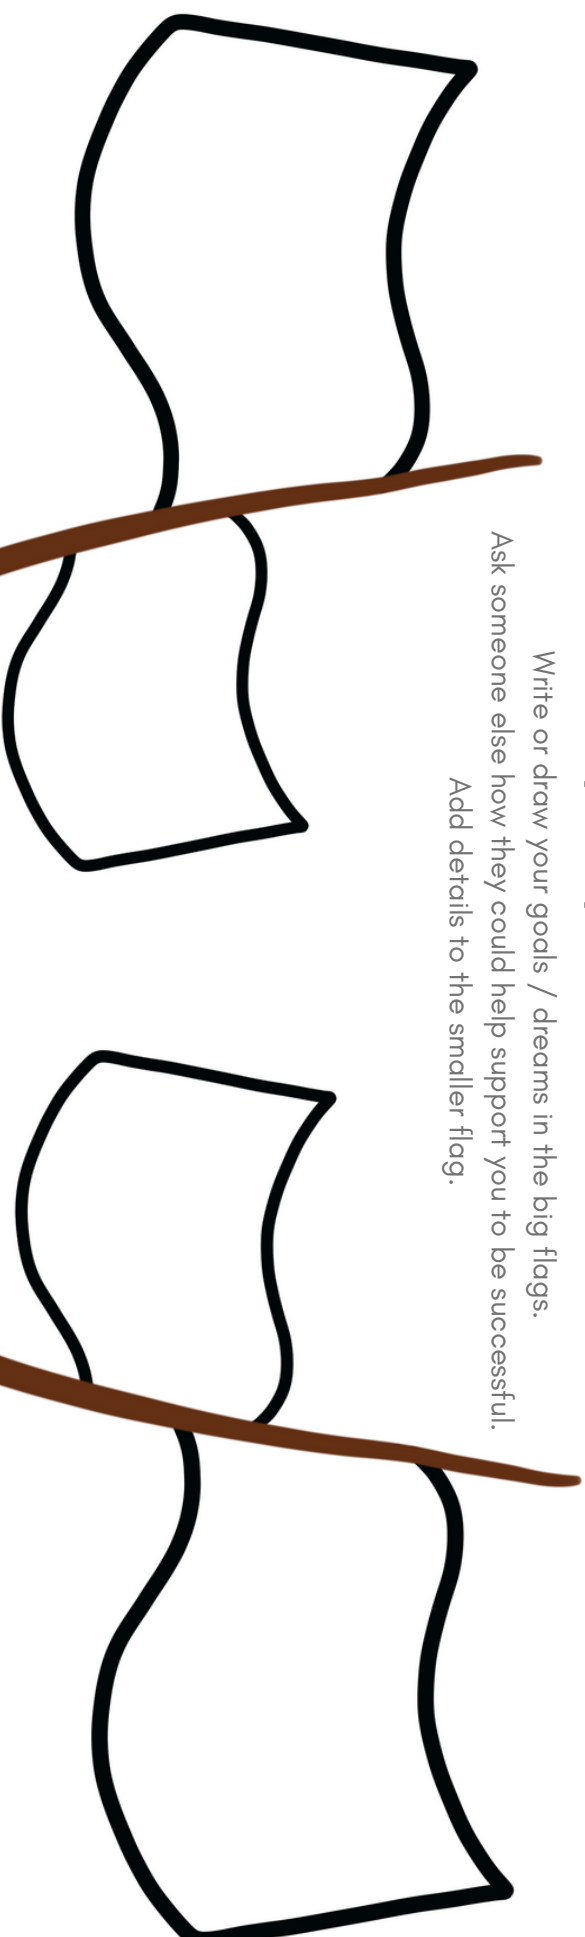 Write or draw your goals / dreams in the big flags.
Ask someone else how they could help support you to be successful.
Add details to the smaller flag.